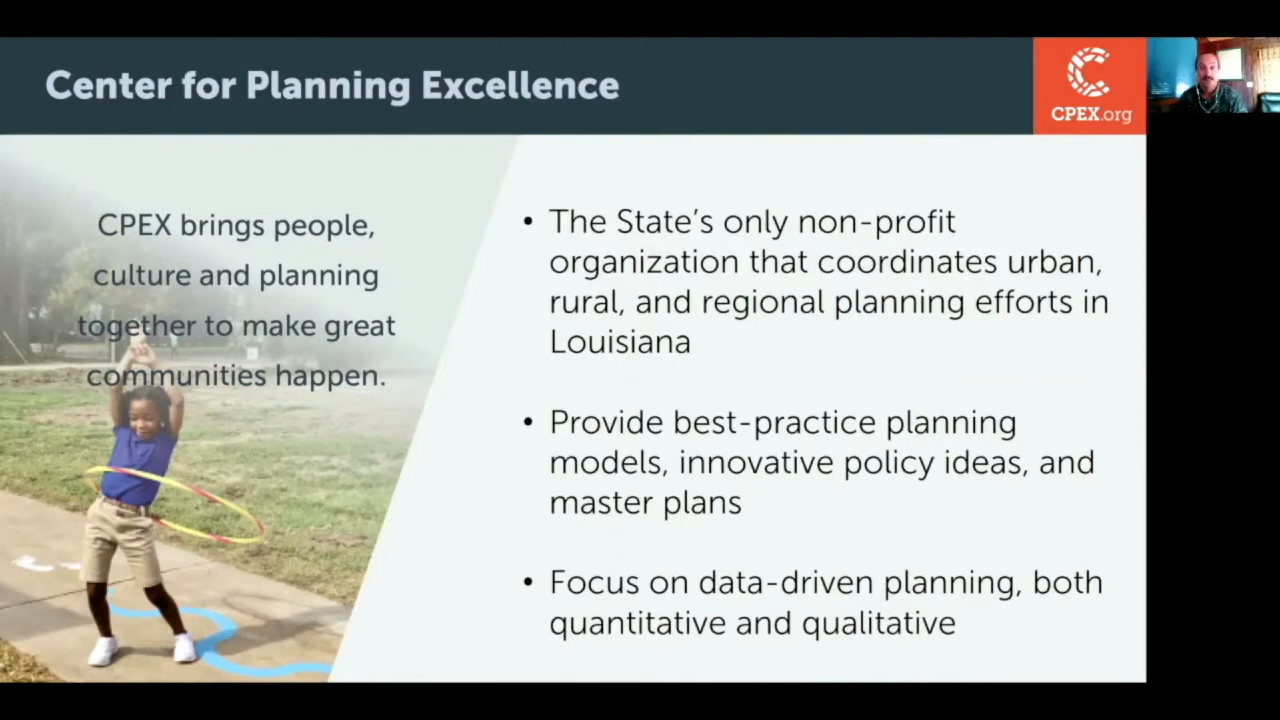 Center for Planning Excellence
CPEX.org
CPEX brings people,
culture and planning
together to make great
communities happen.
• The State’s only non-profit
organization that coordinates urban,
rural, and regional planning efforts in
Louisiana
• Provide best-practice planning
models, innovative policy ideas, and
master plans
• Focus on data-driven planning, both
quantitative and qualitative